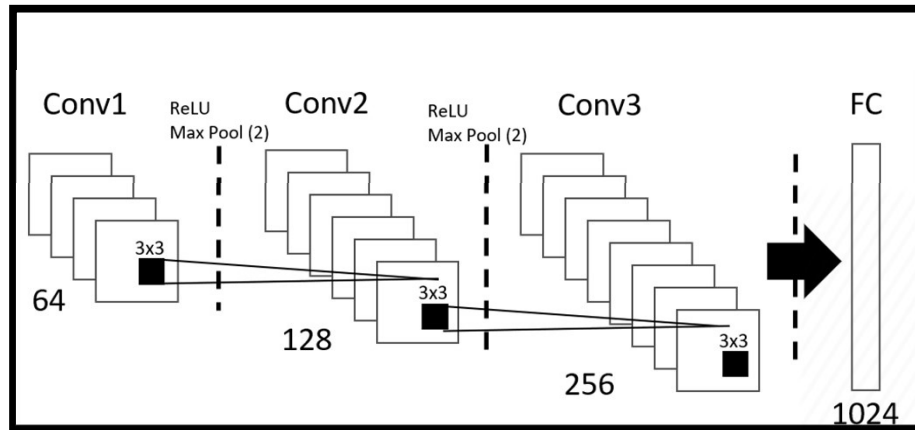 Conv1
ReLU
Max Pool (2)
Conv2
ReLU
Max Pool (2)
Conv3
FC
3x3
64
3x3
128
3x3
256
1024